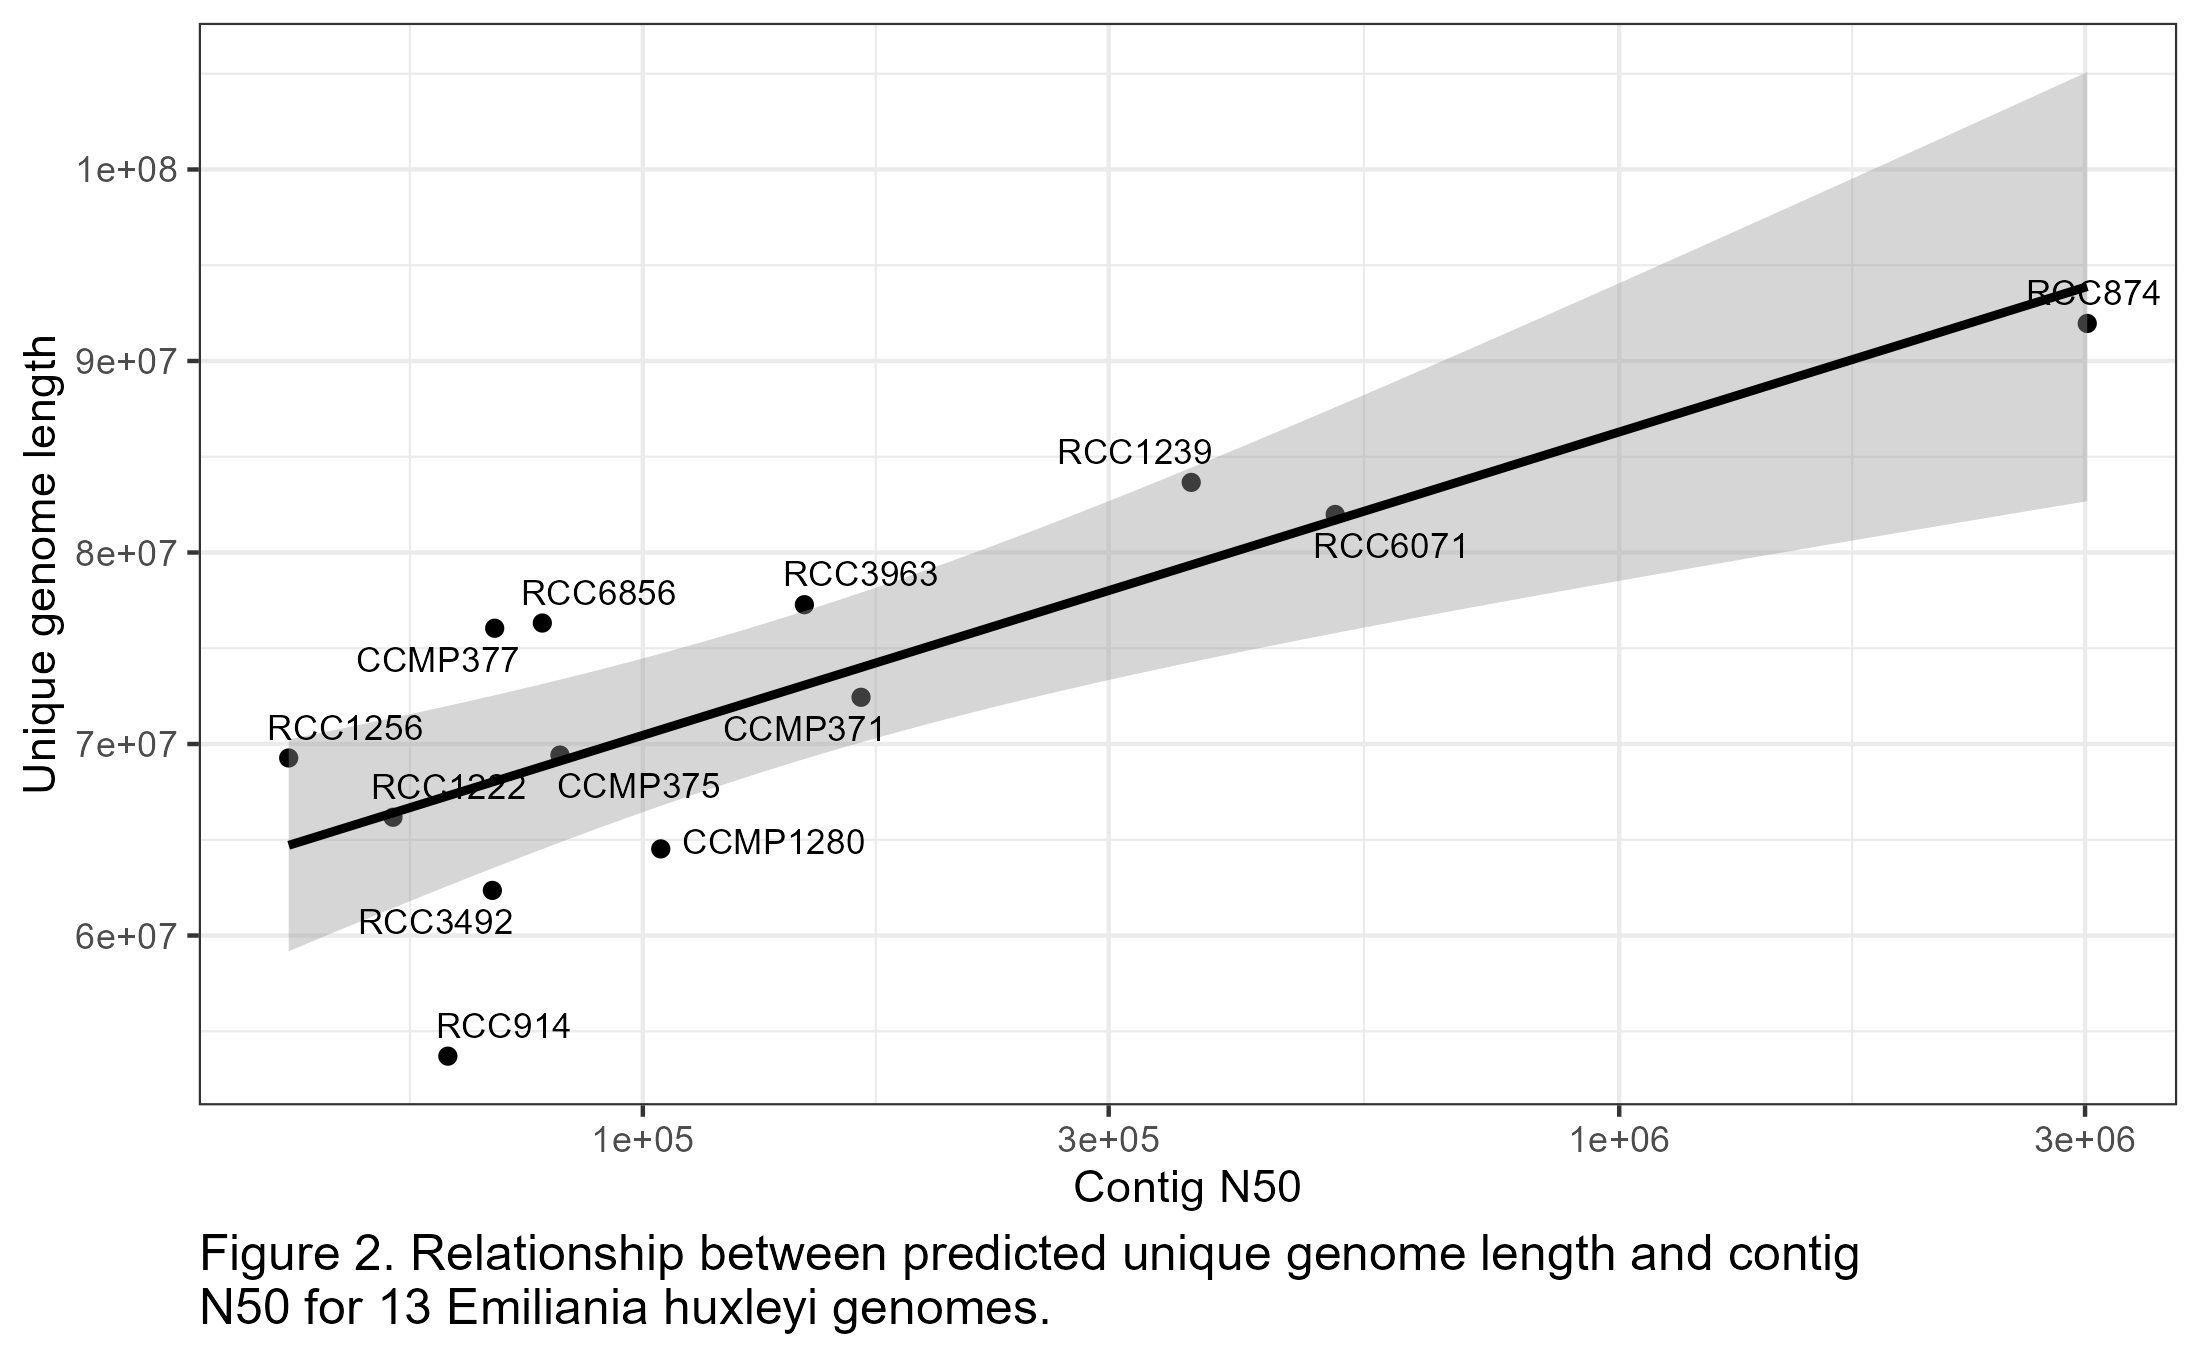 Unique genome length
1e+08
9e+07
8e+07
7e+07
6e+07
RCC874
RCC1239
RCC6071
RCC3963
RCC6856
CCMP377
RCC1256
CCMP371
RCC1222
CCMP375
CCMP1280
RCC3492
RCC914
1e+05
3e+05
1e+06
3e+06
Contig N50
Figure 2. Relationship between predicted unique genome length and contig
N50 for 13 Emiliania huxleyi genomes.